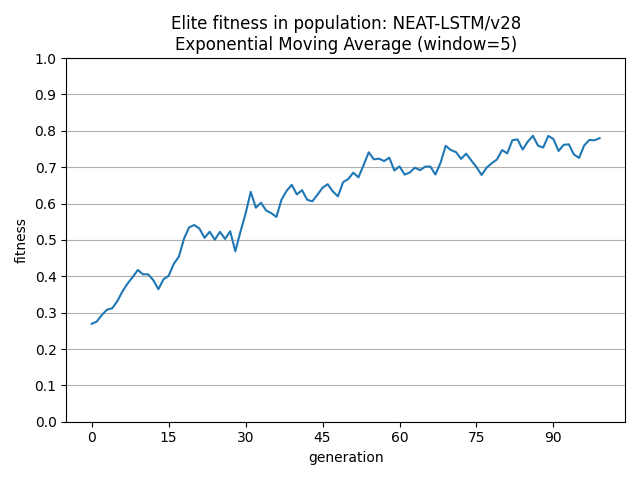 Elite fitness in population: NEAT-LSTM/v28
Exponential Moving Average (window=5)
1.0
0.9
0.8
0.7
0.6
0.5
0.4
0.3
0.2
0.1
0.0
fitness
0 15 30 45 60 75 90
generation